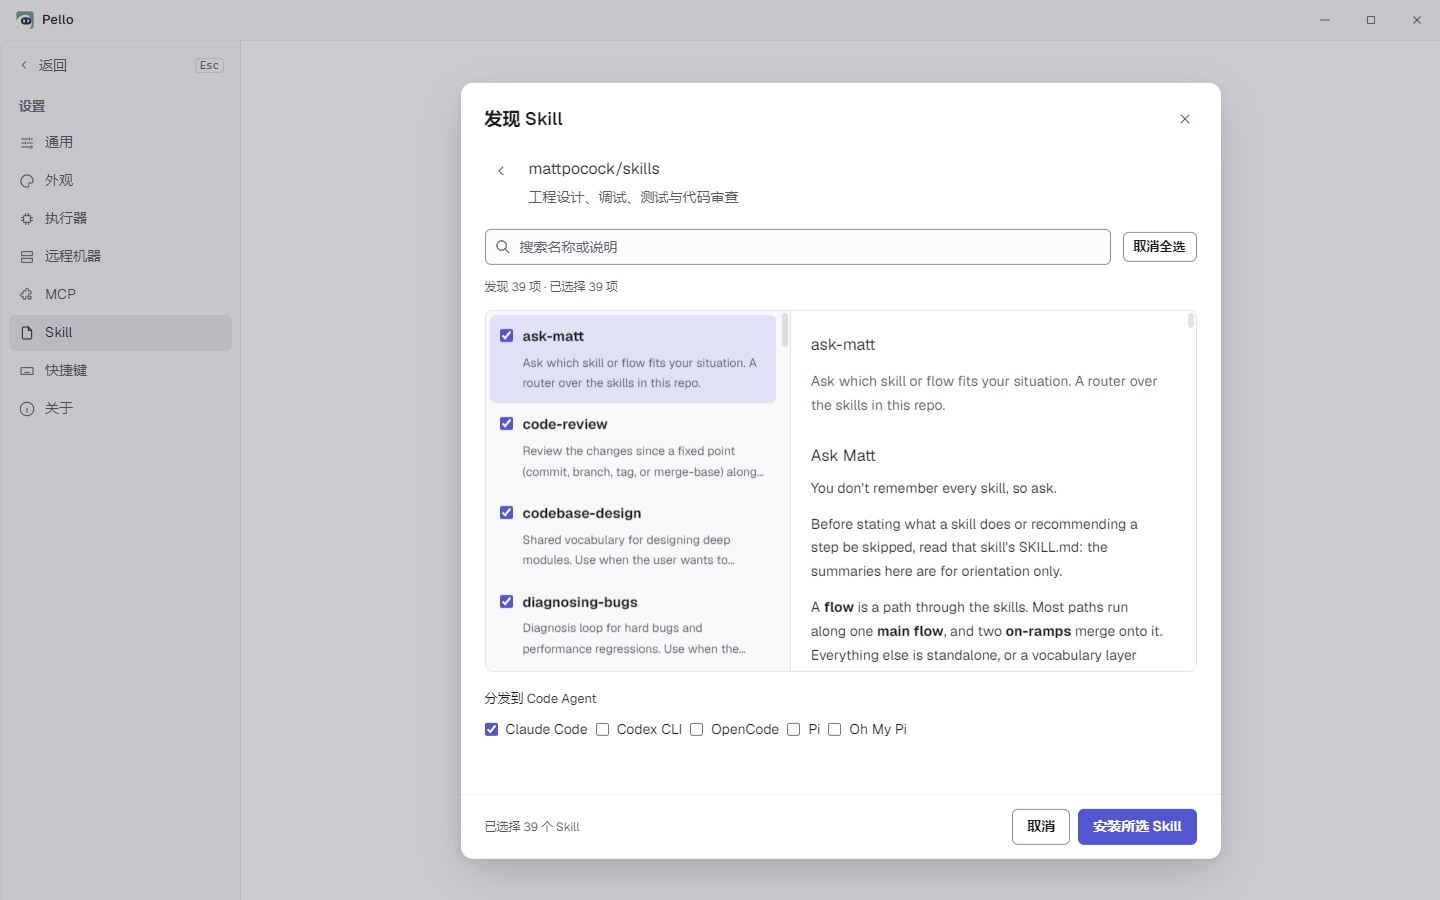 Pello
返回
Esc
设置
通用
外观
执行器
远程机器
MCP
Skill
快捷键
关于
发现 Skill
mattpocock/skills
工程设计、调试、测试与代码审查
搜索名称或说明
取消全选
发现 39 项 · 已选择 39 项
ask-matt
Ask which skill or flow fits your situation. A
router over the skills in this repo.
code-review
Review the changes since a fixed point
(commit, branch, tag, or merge-base) along…
codebase-design
Shared vocabulary for designing deep
modules. Use when the user wants to…
diagnosing-bugs
Diagnosis loop for hard bugs and
performance regressions. Use when the…
ask-matt
Ask which skill or flow fits your situation. A router over
the skills in this repo.
Ask Matt
You don't remember every skill, so ask.
Before stating what a skill does or recommending a
step be skipped, read that skill's SKILL.md: the
summaries here are for orientation only.
A flow is a path through the skills. Most paths run
along one main flow, and two on-ramps merge onto it.
Everything else is standalone, or a vocabulary layer
分发到 Code Agent
Claude Code
Codex CLI
OpenCode
Pi
Oh My Pi
已选择 39 个 Skill
取消
安装所选 Skill